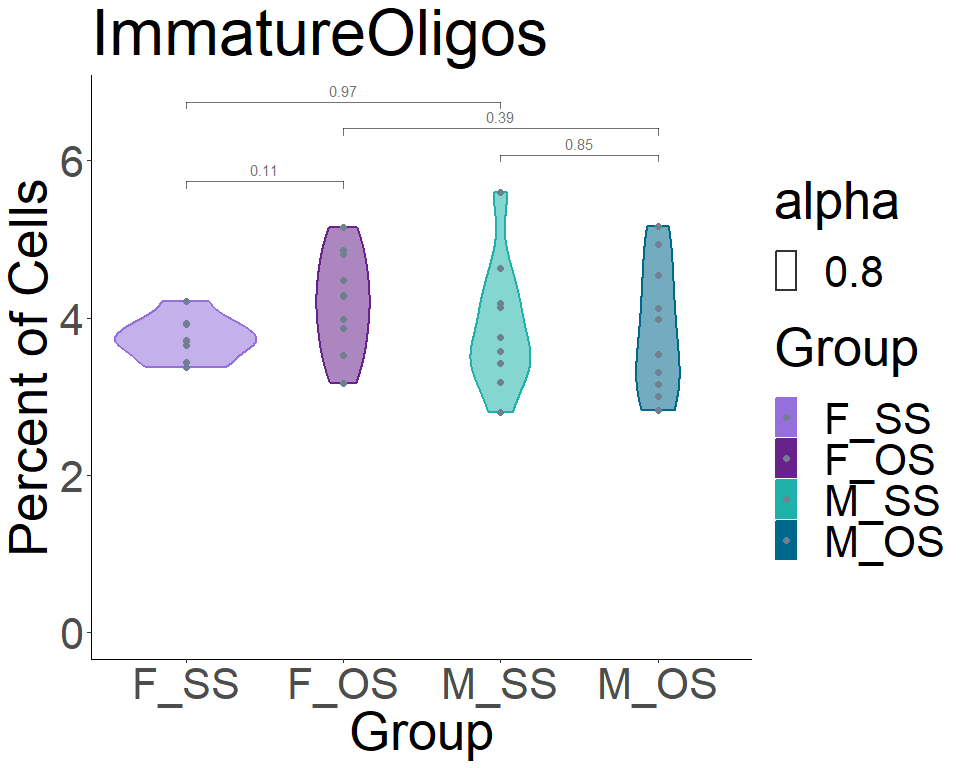 ImmatureOligos
Percent of Cells
6
4
2
0
0.97
0.39
0.85
0.11
F_SS
F_OS
M_SS
M_OS
Group
alpha
0.8
Group
F_SS
F_OS
M_SS
M_OS